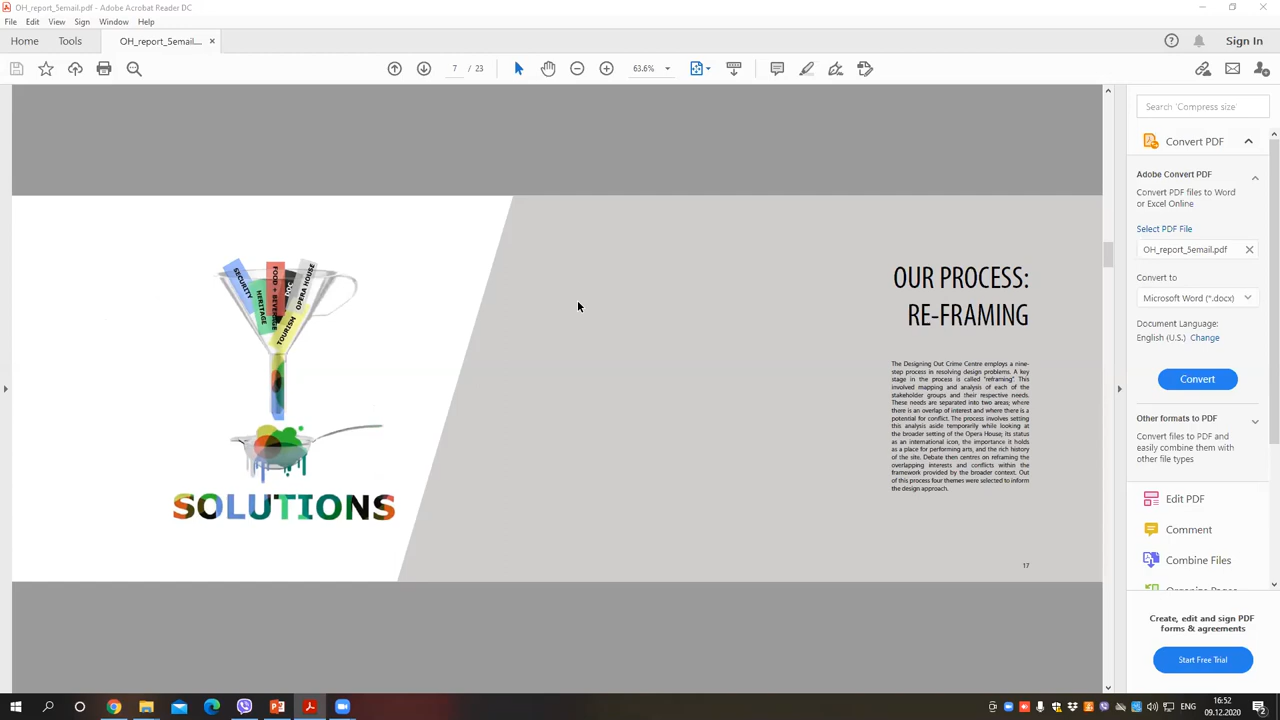 OH_report_5email.pdf - Adobe Acrobat Reader DC
File Edit View Window Help
Home Tools OH_report_5email.... × Sign In
7 / 23 63.6%
Search 'Compress size'
Convert PDF
Adobe Convert PDF
Convert PDF files to Word
or Excel Online
Select PDF File
OH_report_5email.pdf
Convert to
Microsoft Word (*.docx)
Document Language:
English (U.S.) Change
Convert
Other formats to PDF
Convert files to PDF and
easily combine them with
other file types
Edit PDF
Comment
Combine Files
Create, edit and sign PDF
forms & agreements
Start Free Trial
SECURITY
HERITAGE
FOOD + BEVERAGE
TOURISM
OPERA HOUSE
SOLUTIONS
OUR PROCESS:
RE-FRAMING
The Designing Out Crime Centre employs a nine-
step process in resolving design problems. A key
stage in the process is called "reframing". This
involved mapping and analysis of each of the
stakeholder groups and their respective needs.
These needs are separated into two areas; where
there is an overlap of interest and where there is a
potential for conflict. The process involves setting
this analysis aside temporarily while looking at
the broader setting of the Opera House; its status
as an international icon, the importance it holds
as a place for performing arts, and the rich history
of the site. Debate then centres on reframing the
overlapping interests and conflicts within the
framework provided by the broader context. Out
of this process four themes were selected to inform
the design approach.
17
ENG
16:52
09.12.2020